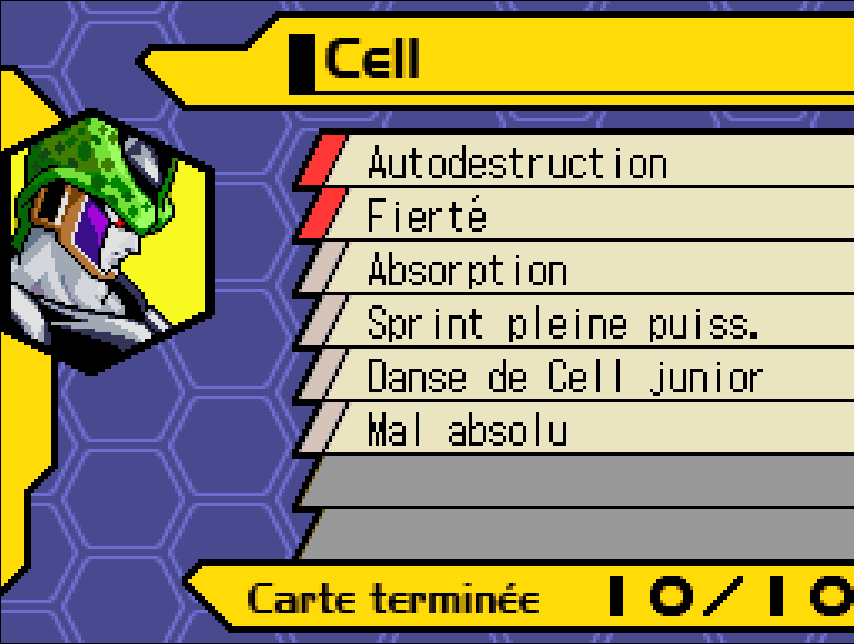 Cell
Autodestruction
Fierté
Absorption
Sprint pleine puiss.
Danse de Cell junior
Mal absolu
Carte terminée 10/10